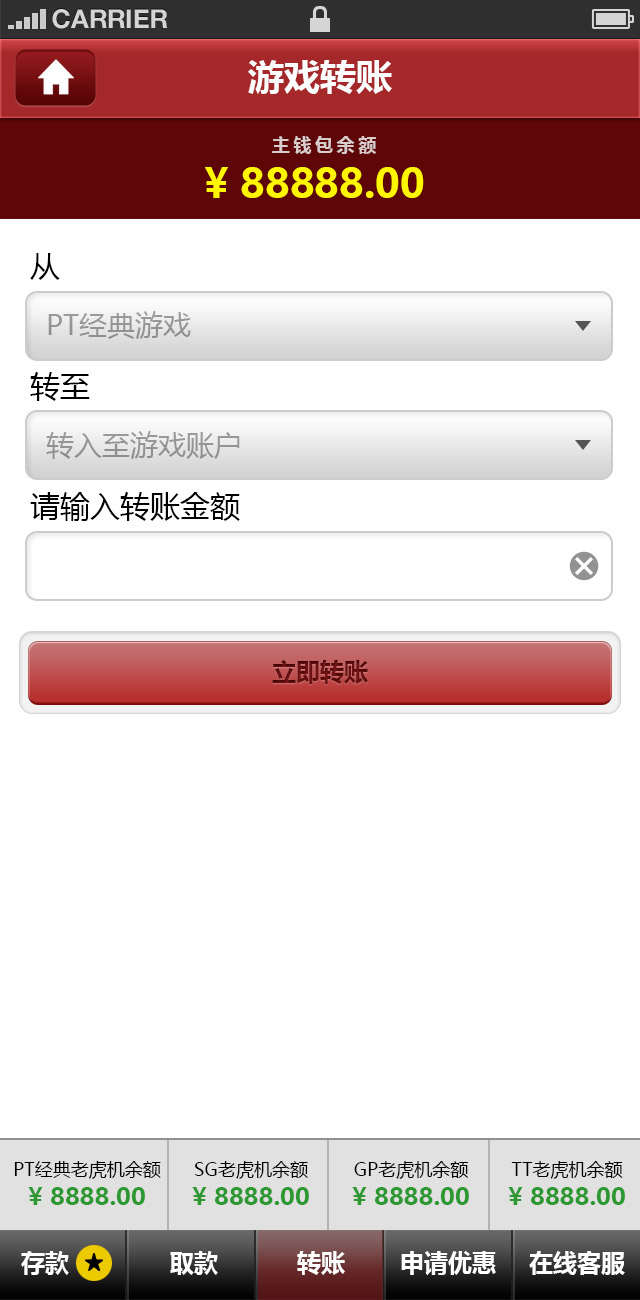 CARRIER
游戏转账
主钱包余额
¥ 88888.00
从
PT经典游戏
转至
转入至游戏账户
请输入转账金额
立即转账
PT经典老虎机余额 SG老虎机余额 GP老虎机余额 TT老虎机余额
¥ 8888.00 ¥ 8888.00 ¥ 8888.00 ¥ 8888.00
存款 取款 转账 申请优惠 在线客服